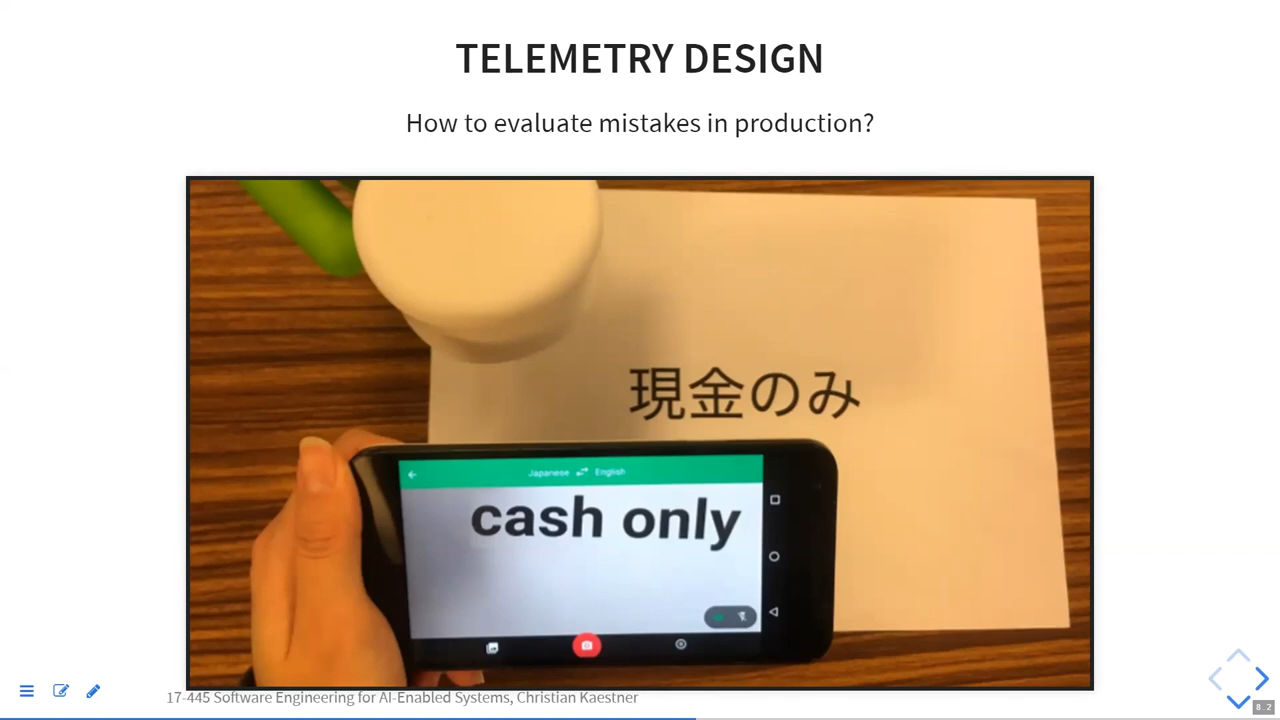 TELEMETRY DESIGN
How to evaluate mistakes in production?
現金のみ
Japanese English
cash only
17-445 Software Engineering for AI-Enabled Systems, Christian Kaestner
8.2